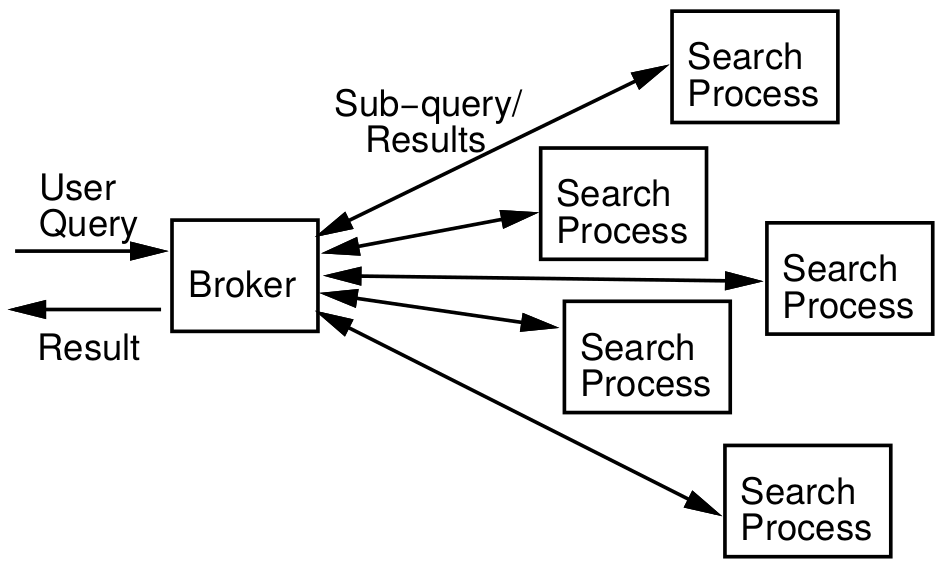 Search
Process
Sub-query/
Results
Search
Process
User
Query
Broker
Search
Process
Result
Search
Process
Search
Process